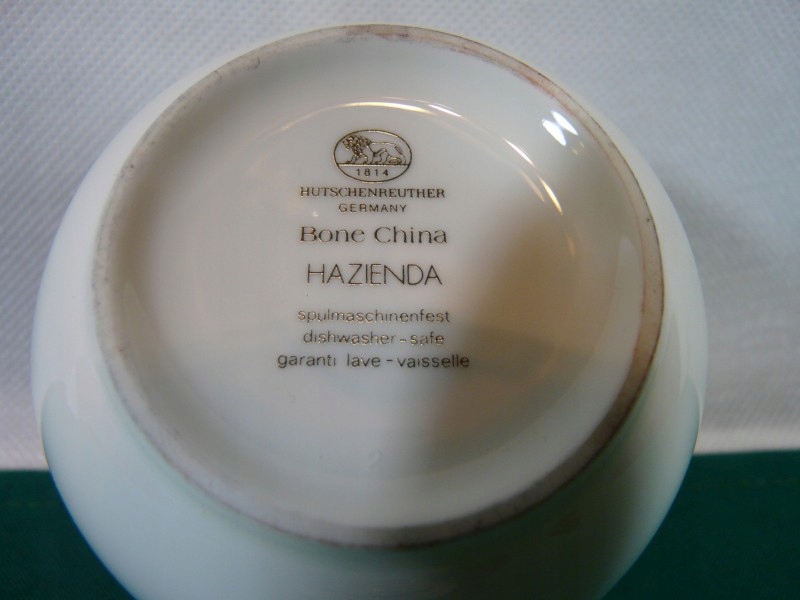 1814
HUTSCHENREUTHER
GERMANY
Bone China
HAZIENDA
spulmaschinenfest
dishwasher-safe
garanti lave-vaisselle